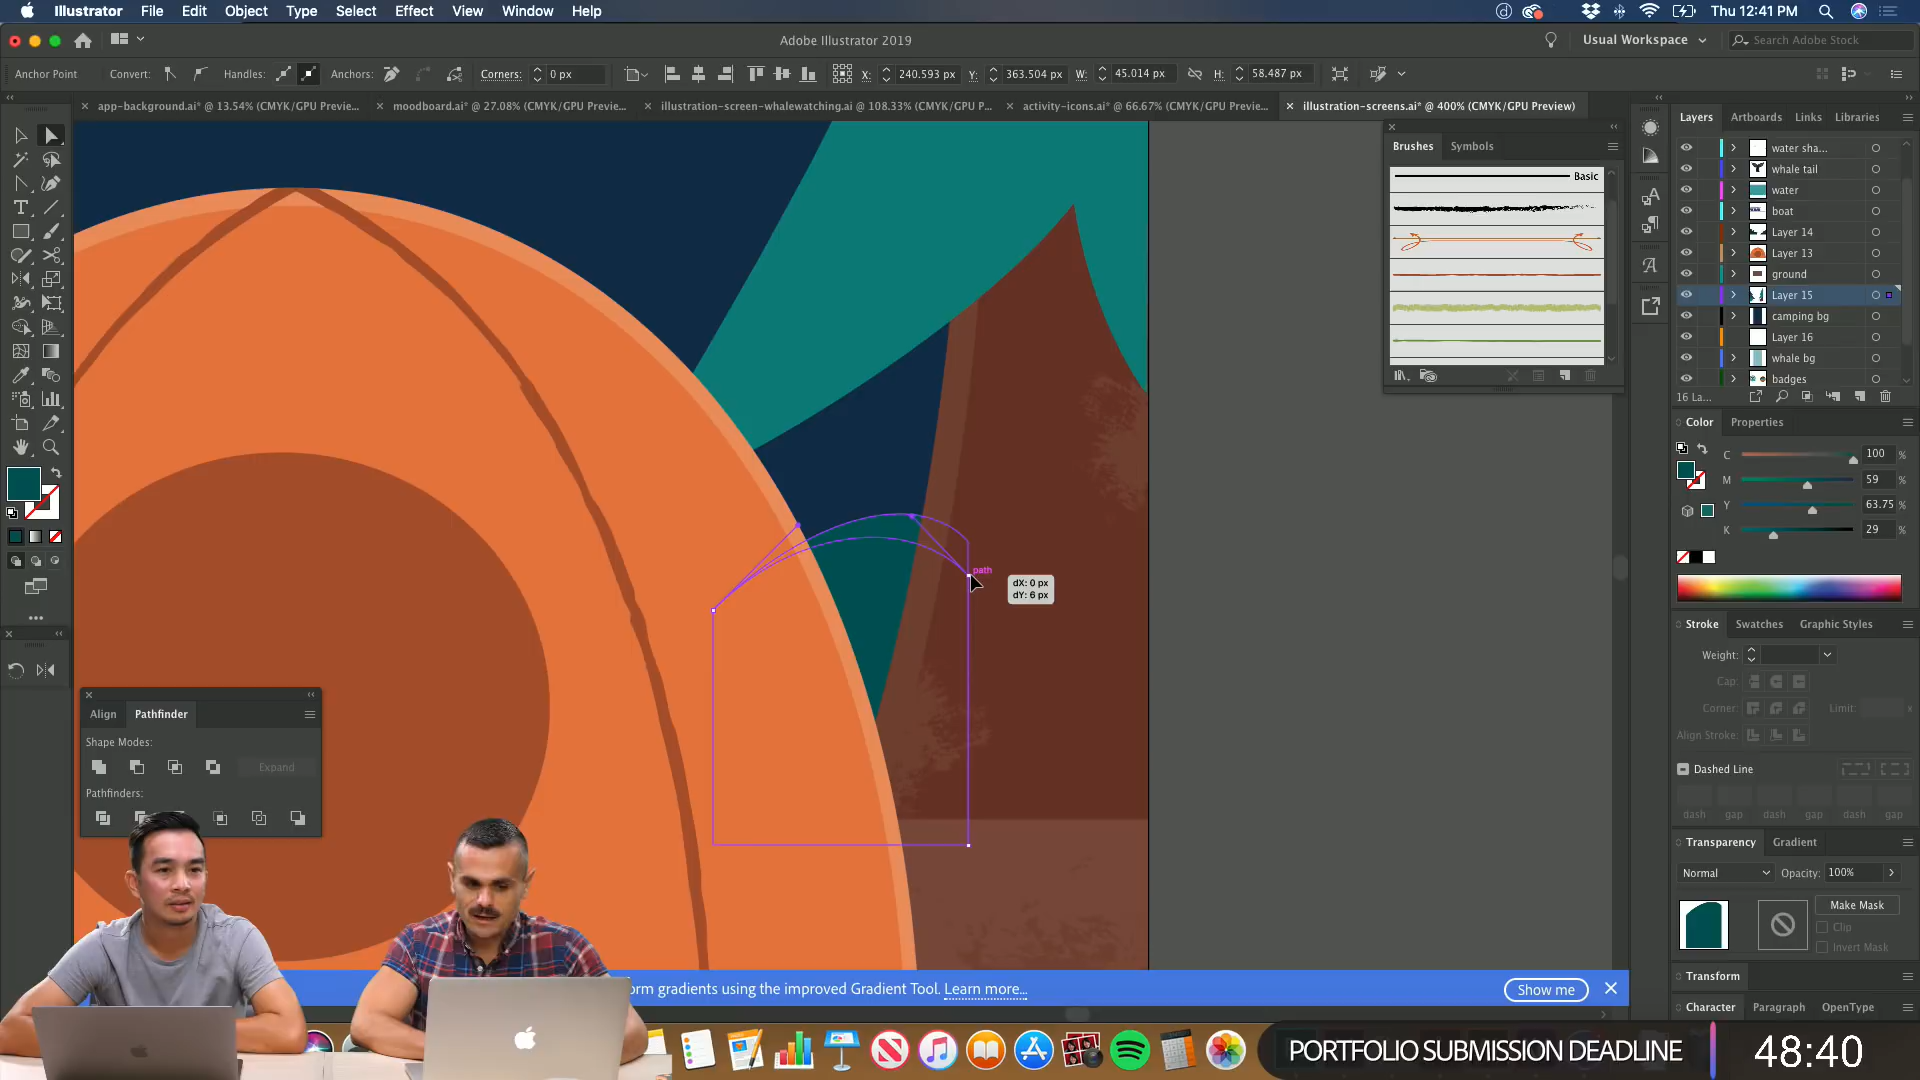 Illustrator File Edit Object Type Select Effect View Window Help
Thu 12:41 PM
Adobe Illustrator 2019
Usual Workspace
Search Adobe Stock
Anchor Point Convert: Handles: Anchors: Corners: 0 px X: 240.593 px Y: 363.504 px W: 45.014 px H: 58.487 px
app-background.ai* @ 13.54% (CMYK/GPU Previe...
moodboard.ai* @ 27.08% (CMYK/GPU Previe...
illustration-screen-whalewatching.ai @ 108.33% (CMYK/GPU P...
activity-icons.ai* @ 66.67% (CMYK/GPU Previe...
illustration-screens.ai* @ 400% (CMYK/GPU Preview)
Brushes Symbols
Basic
Layers Artboards Links Libraries
water sha...
whale tail
water
boat
Layer 14
Layer 13
ground
Layer 15
camping bg
Layer 16
whale bg
badges
16 La...
Color Properties
C 100 %
M 59 %
Y 63.75 %
K 29 %
Stroke Swatches Graphic Styles
Weight:
Cap:
Corner: Limit: x
Align Stroke:
Dashed Line
dash gap dash gap dash gap
Transparency Gradient
Normal Opacity: 100%
Make Mask
Clip
Invert Mask
Transform
Character Paragraph OpenType
path
dX: 0 px
dY: 6 px
Align Pathfinder
Shape Modes:
Expand
Pathfinders:
orm gradients using the improved Gradient Tool. Learn more...
Show me
PORTFOLIO SUBMISSION DEADLINE 48:40